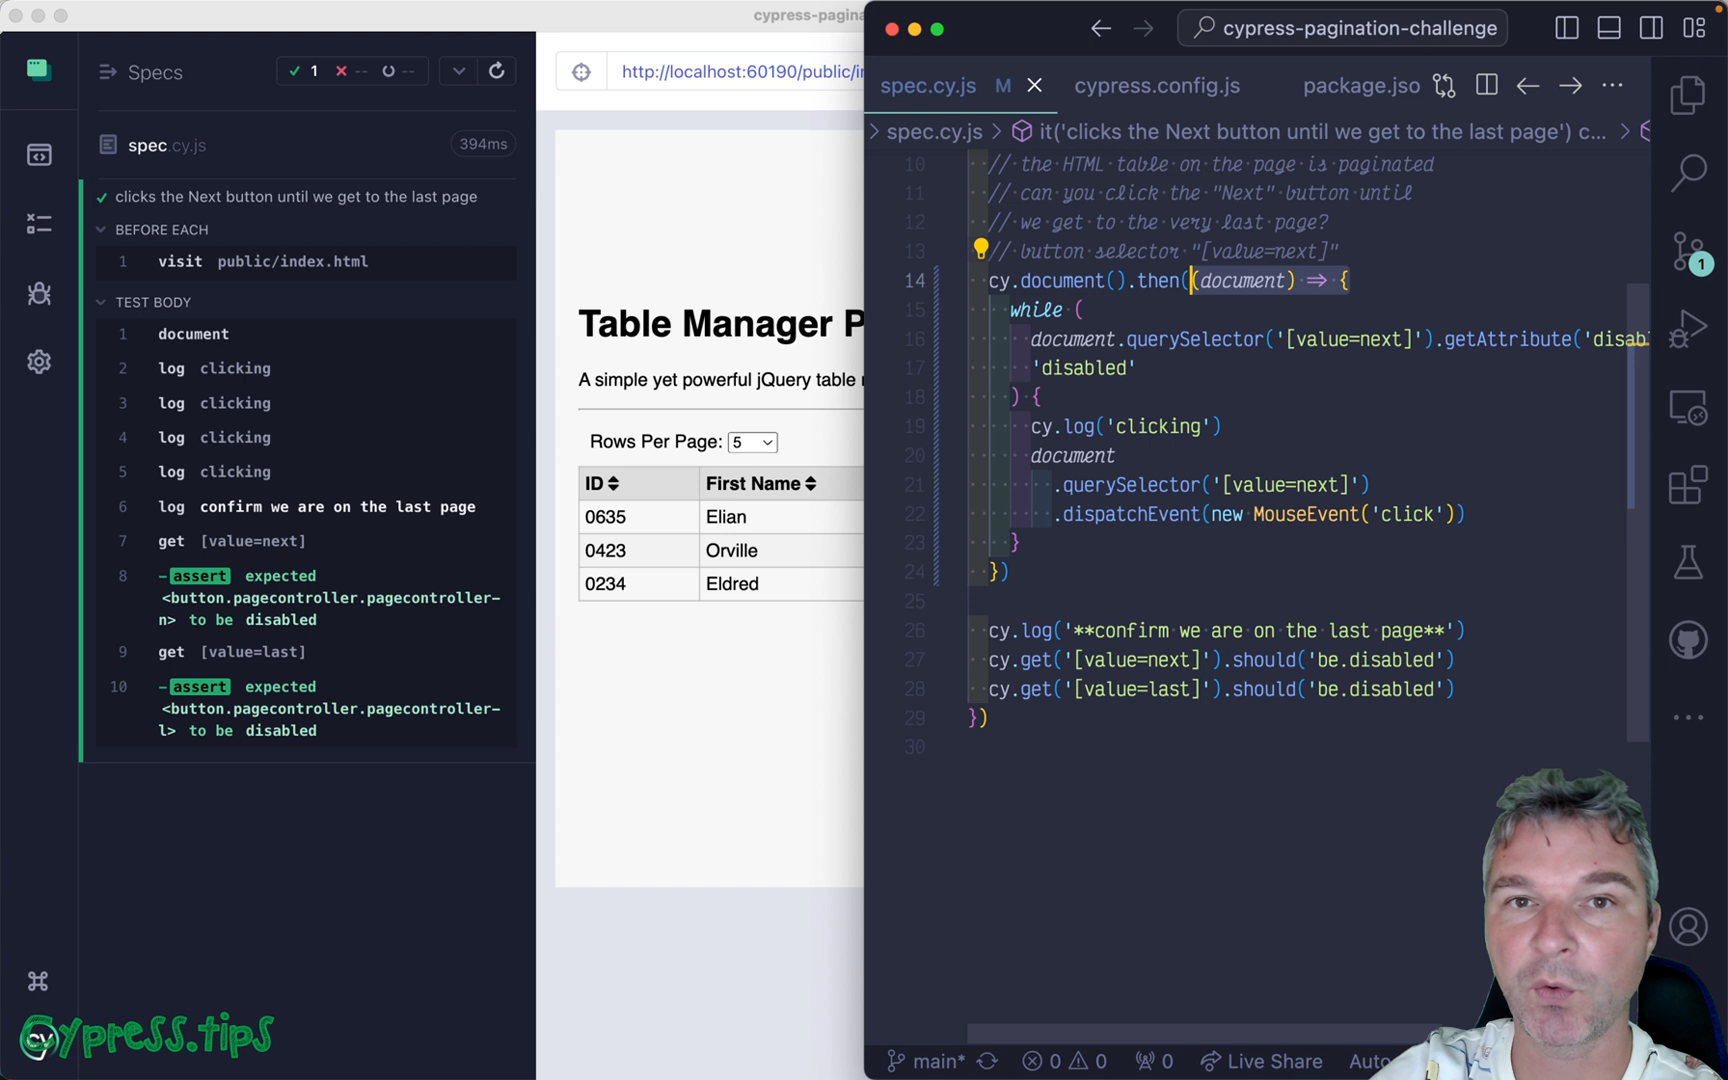 cypress-pagina
Specs
1
--
--
spec.cy.js
394ms
clicks the Next button until we get to the last page
BEFORE EACH
1 visit public/index.html
TEST BODY
1 document
2 log clicking
3 log clicking
4 log clicking
5 log clicking
6 log confirm we are on the last page
7 get [value=next]
8 -assert expected
<button.pagecontroller.pagecontroller-
n> to be disabled
9 get [value=last]
10 -assert expected
<button.pagecontroller.pagecontroller-
l> to be disabled
cy
Cypress.tips
http://localhost:60190/public/in
Table Manager P
A simple yet powerful jQuery table
Rows Per Page: 5
ID First Name
0635 Elian
0423 Orville
0234 Eldred
cypress-pagination-challenge
spec.cy.js M cypress.config.js package.jso
spec.cy.js it('clicks the Next button until we get to the last page') c...
10 // the HTML table on the page is paginated
11 // can you click the "Next" button until
12 // we get to the very last page?
13 // button selector "[value=next]"
14 cy.document().then((document) => {
15 while (
16 document.querySelector('[value=next]').getAttribute('disabl
17 'disabled'
18 ) {
19 cy.log('clicking')
20 document
21 .querySelector('[value=next]')
22 .dispatchEvent(new MouseEvent('click'))
23 }
24 })
25
26 cy.log('**confirm we are on the last page**')
27 cy.get('[value=next]').should('be.disabled')
28 cy.get('[value=last]').should('be.disabled')
29 })
30
1
main* 0 0 0 Live Share Auto